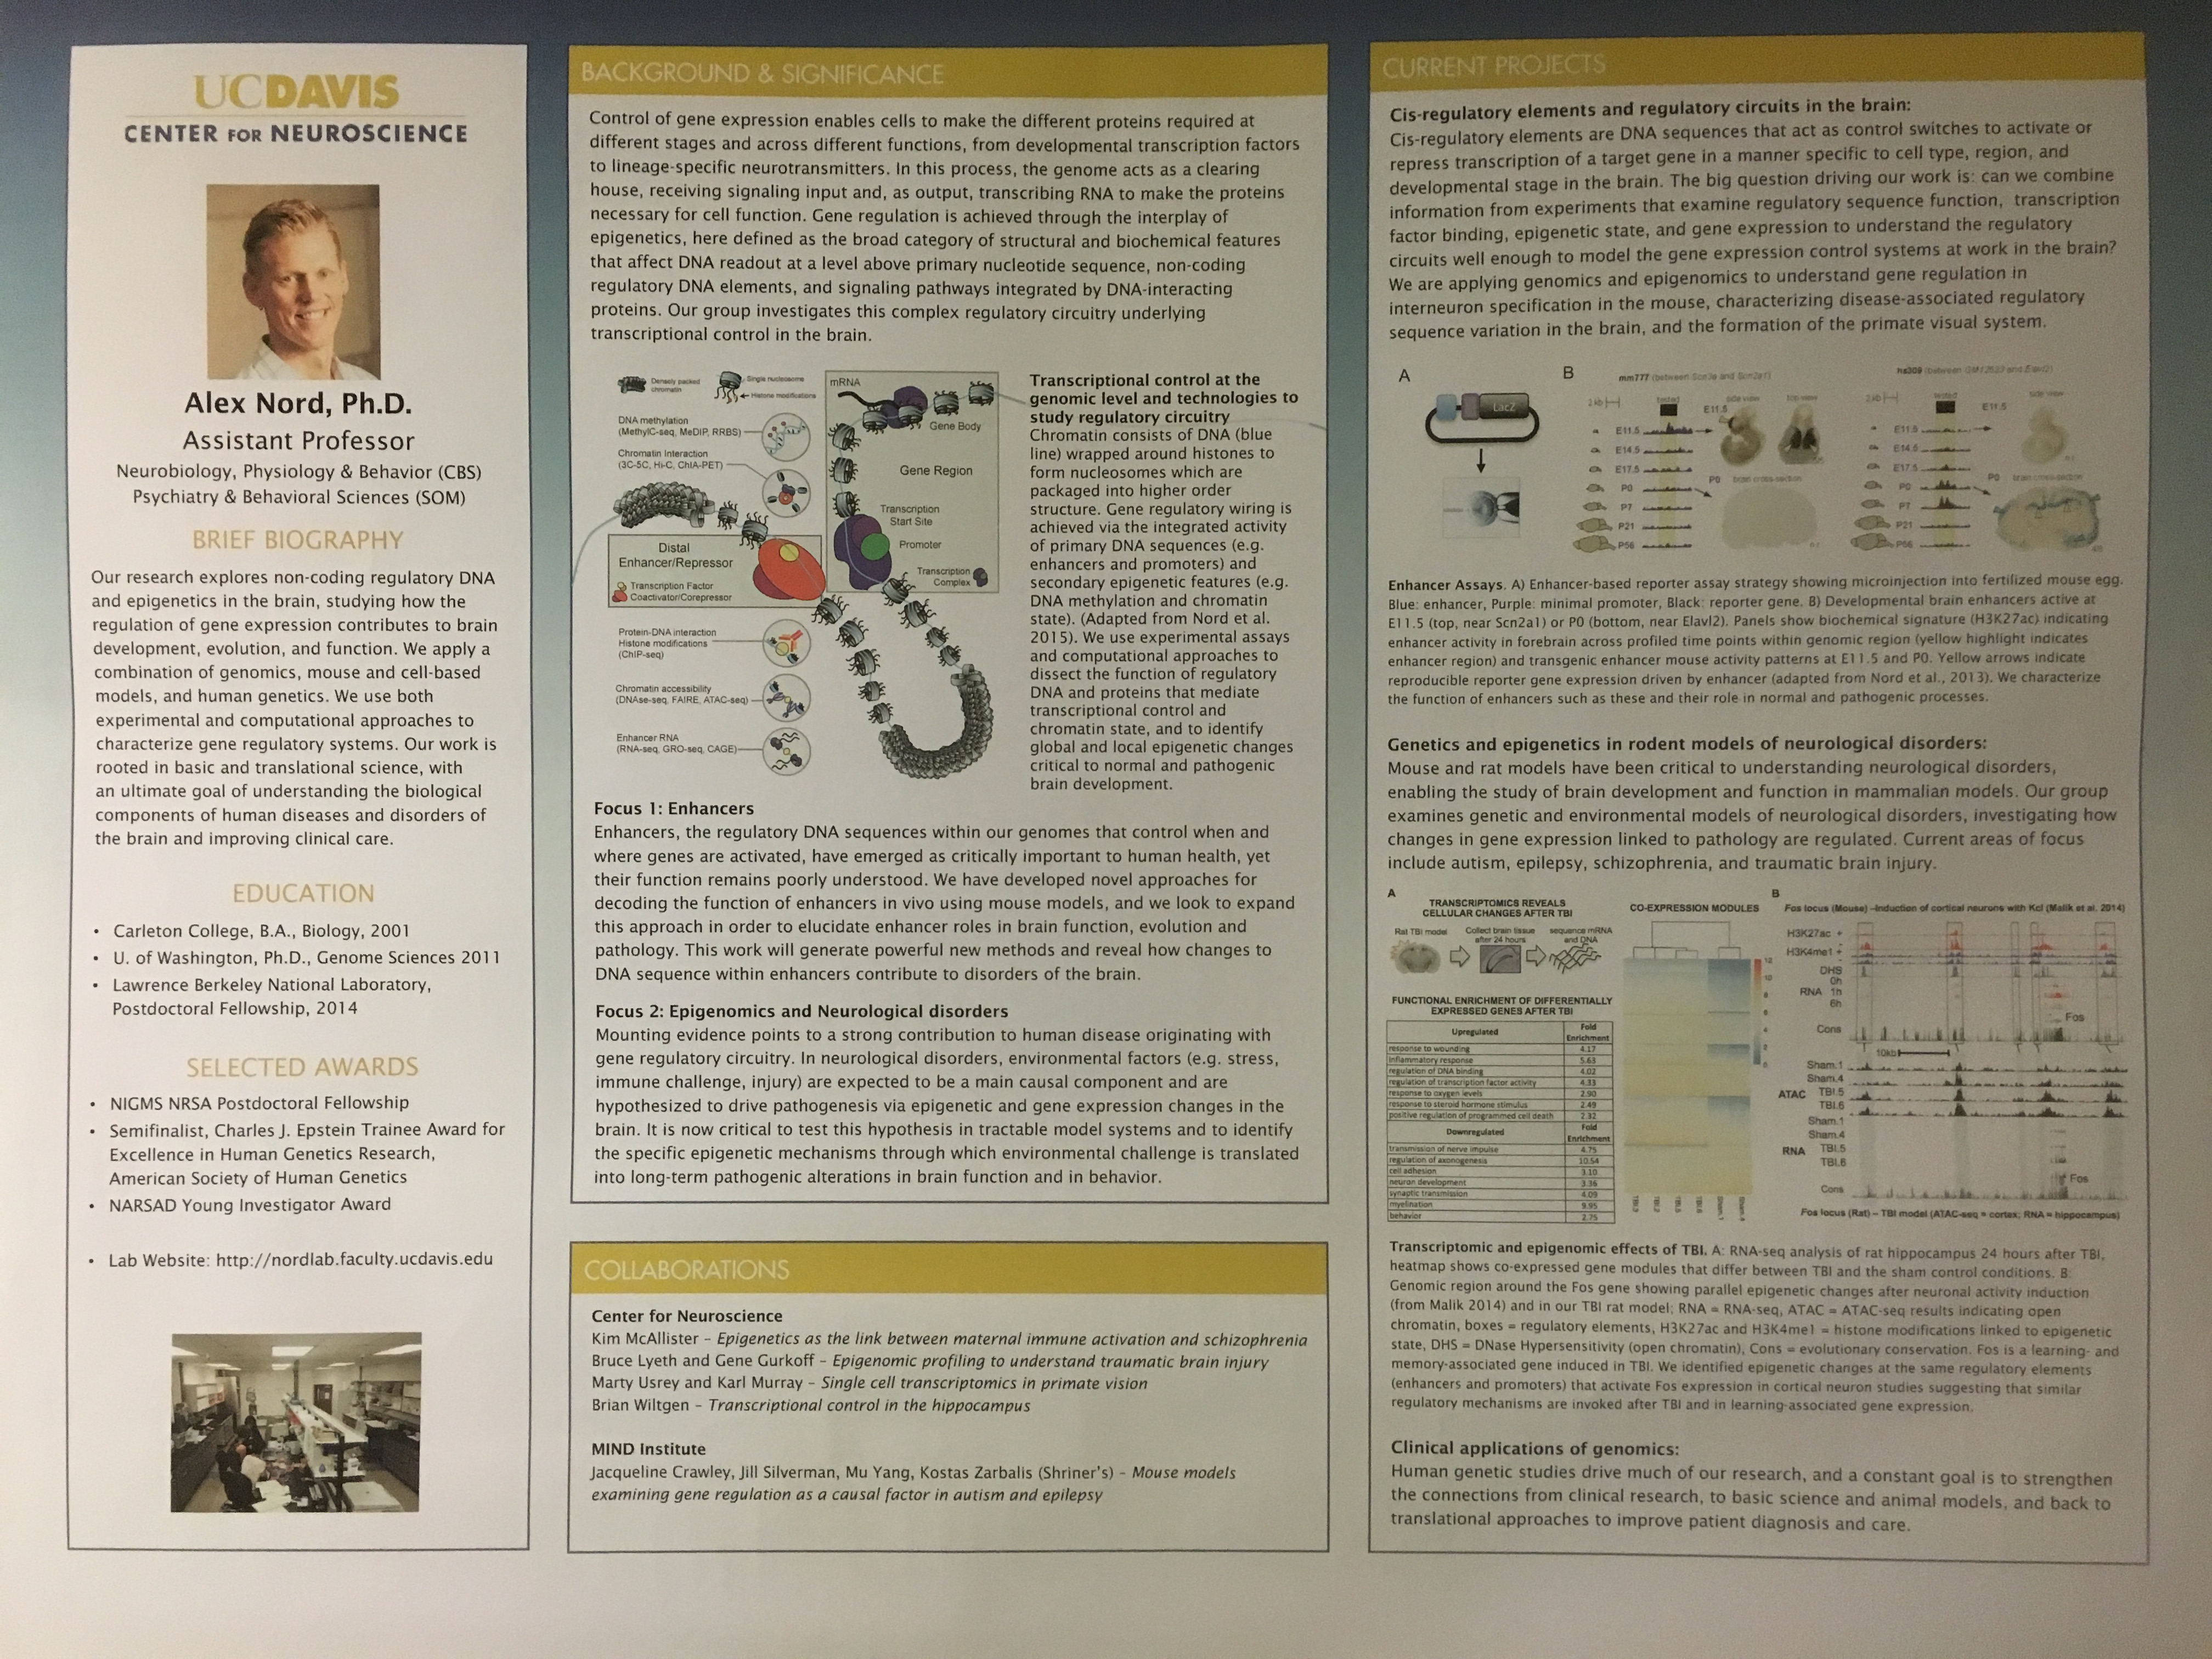 UCDAVIS
CENTER FOR NEUROSCIENCE
Alex Nord, Ph.D.
Assistant Professor
Neurobiology, Physiology & Behavior (CBS)
Psychiatry & Behavioral Sciences (SOM)
BRIEF BIOGRAPHY
Our research explores non-coding regulatory DNA
and epigenetics in the brain, studying how the
regulation of gene expression contributes to brain
development, evolution, and function. We apply a
combination of genomics, mouse and cell-based
models, and human genetics. We use both
experimental and computational approaches to
characterize gene regulatory systems. Our work is
rooted in basic and translational science, with
an ultimate goal of understanding the biological
components of human diseases and disorders of
the brain and improving clinical care.
EDUCATION
• Carleton College, B.A., Biology, 2001
• U. of Washington, Ph.D., Genome Sciences 2011
• Lawrence Berkeley National Laboratory,
Postdoctoral Fellowship, 2014
SELECTED AWARDS
• NIGMS NRSA Postdoctoral Fellowship
• Semifinalist, Charles J. Epstein Trainee Award for
Excellence in Human Genetics Research,
American Society of Human Genetics
• NARSAD Young Investigator Award
• Lab Website: http://nordlab.faculty.ucdavis.edu
BACKGROUND & SIGNIFICANCE
Control of gene expression enables cells to make the different proteins required at
different stages and across different functions, from developmental transcription factors
to lineage-specific neurotransmitters. In this process, the genome acts as a clearing
house, receiving signaling input and, as output, transcribing RNA to make the proteins
necessary for cell function. Gene regulation is achieved through the interplay of
epigenetics, here defined as the broad category of structural and biochemical features
that affect DNA readout at a level above primary nucleotide sequence, non-coding
regulatory DNA elements, and signaling pathways integrated by DNA-interacting
proteins. Our group investigates this complex regulatory circuitry underlying
transcriptional control in the brain.
Densely packed
chromatin
Single nucleosome
Histone modifications
DNA methylation
(MethylC-seq, MeDIP, RRBS)
Chromatin Interaction
(3C-5C, Hi-C, ChIA-PET)
mRNA
Gene Body
Gene Region
Transcription
Start Site
Promoter
Transcription
Complex
Distal
Enhancer/Repressor
Transcription Factor
Coactivator/Corepressor
Protein-DNA interaction
Histone modifications
(ChIP-seq)
Chromatin accessibility
(DNAse-seq, FAIRE, ATAC-seq)
Enhancer RNA
(RNA-seq, GRO-seq, CAGE)
Transcriptional control at the
genomic level and technologies to
study regulatory circuitry
Chromatin consists of DNA (blue
line) wrapped around histones to
form nucleosomes which are
packaged into higher order
structure. Gene regulatory wiring is
achieved via the integrated activity
of primary DNA sequences (e.g.
enhancers and promoters) and
secondary epigenetic features (e.g.
DNA methylation and chromatin
state). (Adapted from Nord et al.
2015). We use experimental assays
and computational approaches to
dissect the function of regulatory
DNA and proteins that mediate
transcriptional control and
chromatin state, and to identify
global and local epigenetic changes
critical to normal and pathogenic
brain development.
Focus 1: Enhancers
Enhancers, the regulatory DNA sequences within our genomes that control when and
where genes are activated, have emerged as critically important to human health, yet
their function remains poorly understood. We have developed novel approaches for
decoding the function of enhancers in vivo using mouse models, and we look to expand
this approach in order to elucidate enhancer roles in brain function, evolution and
pathology. This work will generate powerful new methods and reveal how changes to
DNA sequence within enhancers contribute to disorders of the brain.
Focus 2: Epigenomics and Neurological disorders
Mounting evidence points to a strong contribution to human disease originating with
gene regulatory circuitry. In neurological disorders, environmental factors (e.g. stress,
immune challenge, injury) are expected to be a main causal component and are
hypothesized to drive pathogenesis via epigenetic and gene expression changes in the
brain. It is now critical to test this hypothesis in tractable model systems and to identify
the specific epigenetic mechanisms through which environmental challenge is translated
into long-term pathogenic alterations in brain function and in behavior.
COLLABORATIONS
Center for Neuroscience
Kim McAllister – Epigenetics as the link between maternal immune activation and schizophrenia
Bruce Lyeth and Gene Gurkoff – Epigenomic profiling to understand traumatic brain injury
Marty Usrey and Karl Murray – Single cell transcriptomics in primate vision
Brian Wiltgen – Transcriptional control in the hippocampus
MIND Institute
Jacqueline Crawley, Jill Silverman, Mu Yang, Kostas Zarbalis (Shriner's) – Mouse models
examining gene regulation as a causal factor in autism and epilepsy
CURRENT PROJECTS
Cis-regulatory elements and regulatory circuits in the brain:
Cis-regulatory elements are DNA sequences that act as control switches to activate or
repress transcription of a target gene in a manner specific to cell type, region, and
developmental stage in the brain. The big question driving our work is: can we combine
information from experiments that examine regulatory sequence function, transcription
factor binding, epigenetic state, and gene expression to understand the regulatory
circuits well enough to model the gene expression control systems at work in the brain?
We are applying genomics and epigenomics to understand gene regulation in
interneuron specification in the mouse, characterizing disease-associated regulatory
sequence variation in the brain, and the formation of the primate visual system.
A
LacZ
B
mm777 (between Scn3a and Scn2a1)
2 kb
tested
E11.5
side view
top view
E11.5
E14.5
E17.5
P0
P7
P21
P56
P0 brain cross-section
hs309
2 kb
tested
E11.5
side view
E11.5
E14.5
E17.5
P0
P7
P21
P56
P0 brain cross-section
Enhancer Assays. A) Enhancer-based reporter assay strategy showing microinjection into fertilized mouse egg.
Blue: enhancer, Purple: minimal promoter, Black: reporter gene. B) Developmental brain enhancers active at
E11.5 (top, near Scn2a1) or P0 (bottom, near Elavl2). Panels show biochemical signature (H3K27ac) indicating
enhancer activity in forebrain across profiled time points within genomic region (yellow highlight indicates
enhancer region) and transgenic enhancer mouse activity patterns at E11.5 and P0. Yellow arrows indicate
reproducible reporter gene expression driven by enhancer (adapted from Nord et al., 2013). We characterize
the function of enhancers such as these and their role in normal and pathogenic processes.
Genetics and epigenetics in rodent models of neurological disorders:
Mouse and rat models have been critical to understanding neurological disorders,
enabling the study of brain development and function in mammalian models. Our group
examines genetic and environmental models of neurological disorders, investigating how
changes in gene expression linked to pathology are regulated. Current areas of focus
include autism, epilepsy, schizophrenia, and traumatic brain injury.
A
TRANSCRIPTOMICS REVEALS
CELLULAR CHANGES AFTER TBI
Rat TBI model
Collect brain tissue
after 24 hours
sequence mRNA
and DNA
FUNCTIONAL ENRICHMENT OF DIFFERENTIALLY
EXPRESSED GENES AFTER TBI
Upregulated Fold Enrichment
response to wounding 4.17
inflammatory response 5.63
regulation of DNA binding 4.02
regulation of transcription factor activity 4.33
response to oxygen levels 2.90
response to steroid hormone stimulus 2.49
positive regulation of programmed cell death 2.32
Downregulated Fold Enrichment
transmission of nerve impulse 4.75
regulation of axonogenesis 10.54
cell adhesion 3.10
neuron development 3.36
synaptic transmission 4.09
myelination 9.95
behavior 2.75
CO-EXPRESSION MODULES
12
10
8
6
4
2
0
B
Fos locus (Mouse) –Induction of cortical neurons with Kcl (Malik et al. 2014)
H3K27ac +
-
H3K4me1 +
-
DHS
0h
RNA 1h
6h
Fos
Cons
10kb
Sham.1
Sham.4
ATAC TBI.5
TBI.6
Sham.1
Sham.4
RNA TBI.5
TBI.6
Fos
Cons
Fos locus (Rat) – TBI model (ATAC-seq = cortex; RNA = hippocampus)
Transcriptomic and epigenomic effects of TBI. A: RNA-seq analysis of rat hippocampus 24 hours after TBI,
heatmap shows co-expressed gene modules that differ between TBI and the sham control conditions. B:
Genomic region around the Fos gene showing parallel epigenetic changes after neuronal activity induction
(from Malik 2014) and in our TBI rat model; RNA = RNA-seq, ATAC = ATAC-seq results indicating open
chromatin, boxes = regulatory elements, H3K27ac and H3K4me1 = histone modifications linked to epigenetic
state, DHS = DNase Hypersensitivity (open chromatin), Cons = evolutionary conservation. Fos is a learning- and
memory-associated gene induced in TBI. We identified epigenetic changes at the same regulatory elements
(enhancers and promoters) that activate Fos expression in cortical neuron studies suggesting that similar
regulatory mechanisms are invoked after TBI and in learning-associated gene expression.
Clinical applications of genomics:
Human genetic studies drive much of our research, and a constant goal is to strengthen
the connections from clinical research, to basic science and animal models, and back to
translational approaches to improve patient diagnosis and care.